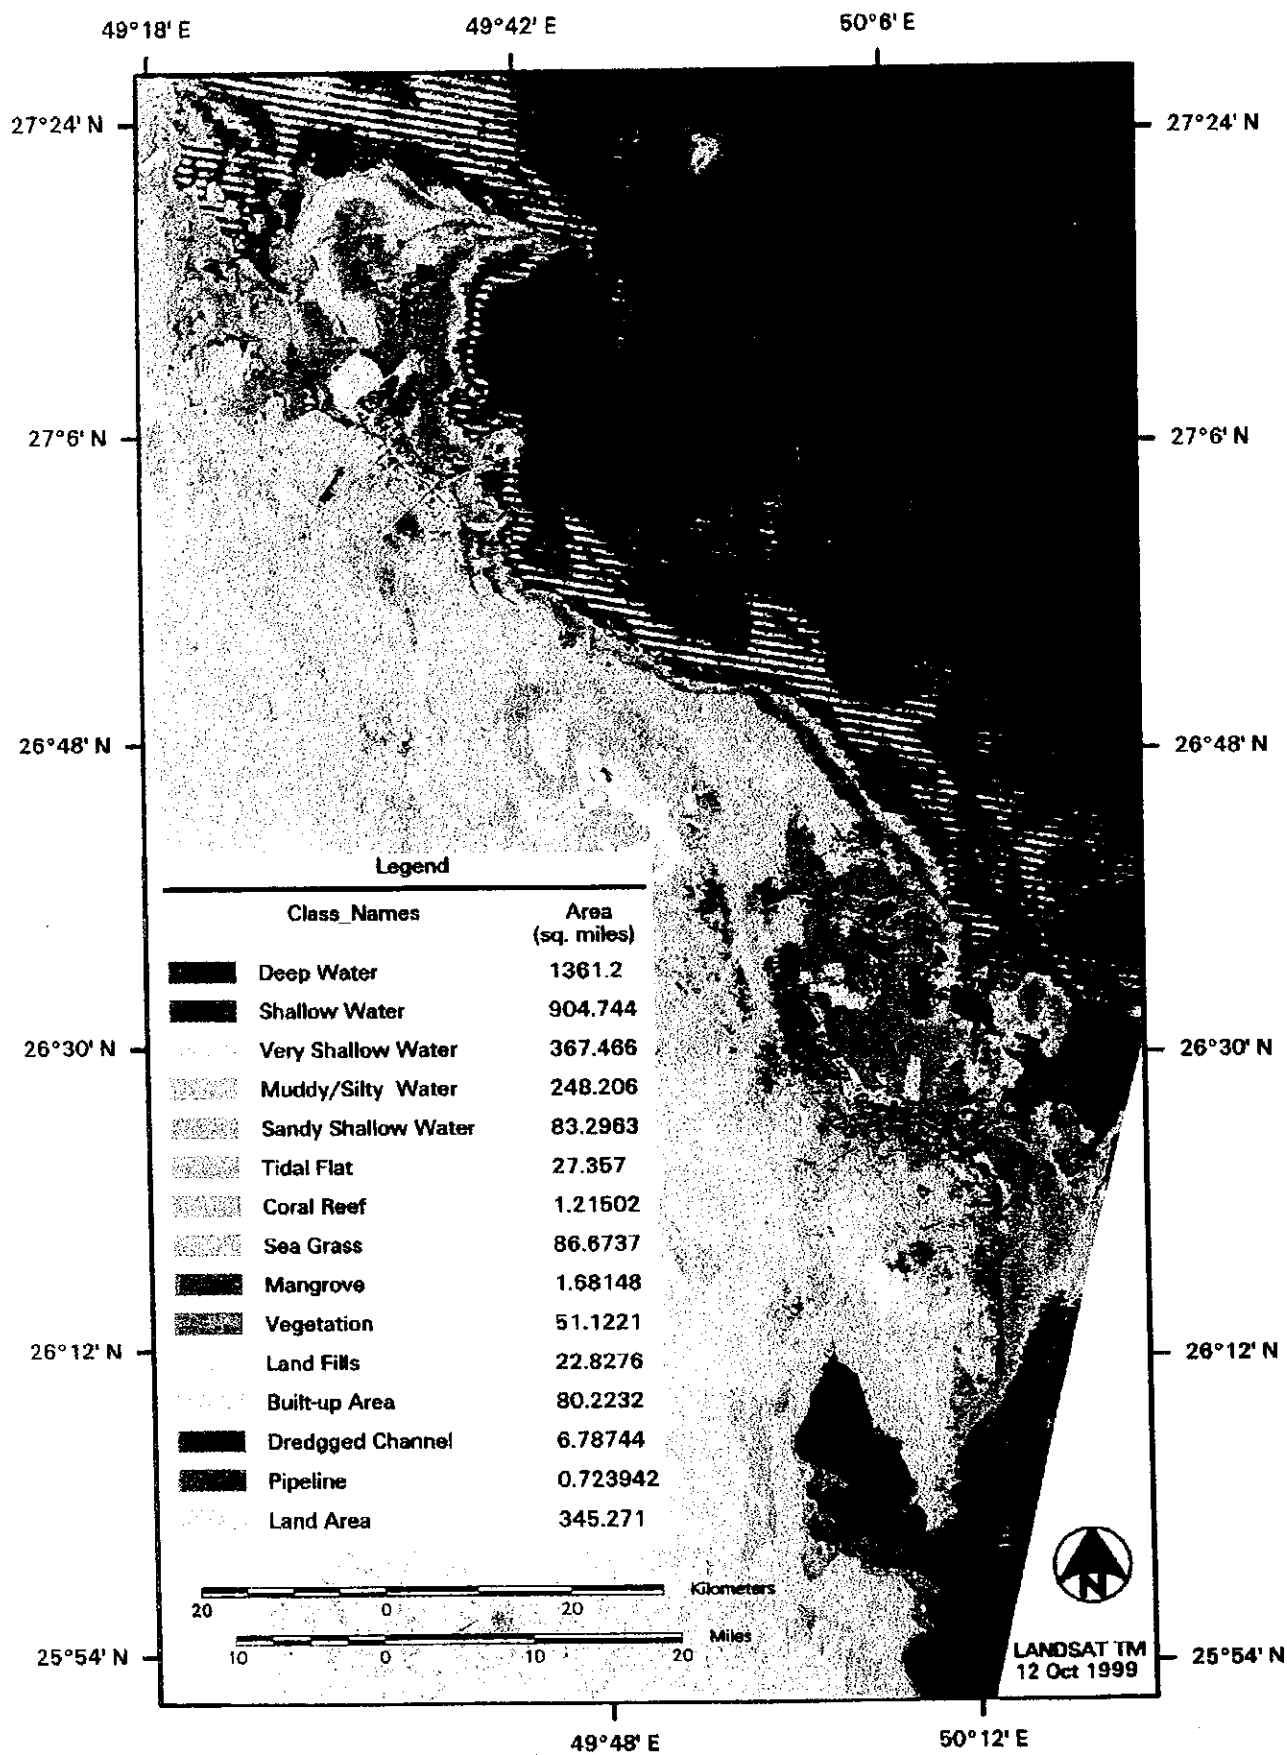 49°18' E 49°42' E 50°6' E
27°24' N 27°24' N
27°6' N 27°6' N
26°48' N 26°48' N
Legend
Class_Names Area
(sq. miles)
Deep Water 1361.2
Shallow Water 904.744
Very Shallow Water 367.466
26°30' N 26°30' N
Muddy/Silty Water 248.206
Sandy Shallow Water 83.2963
Tidal Flat 27.357
Coral Reef 1.21502
Sea Grass 86.6737
Mangrove 1.68148
Vegetation 51.1221
26°12' N 26°12' N
Land Fills 22.8276
Built-up Area 80.2232
Dredgged Channel 6.78744
Pipeline 0.723942
Land Area 345.271
N
Kilometers
20 0 20
Miles
10 0 10 20
LANDSAT TM
12 Oct 1999
25°54' N 25°54' N
49°48' E 50°12' E